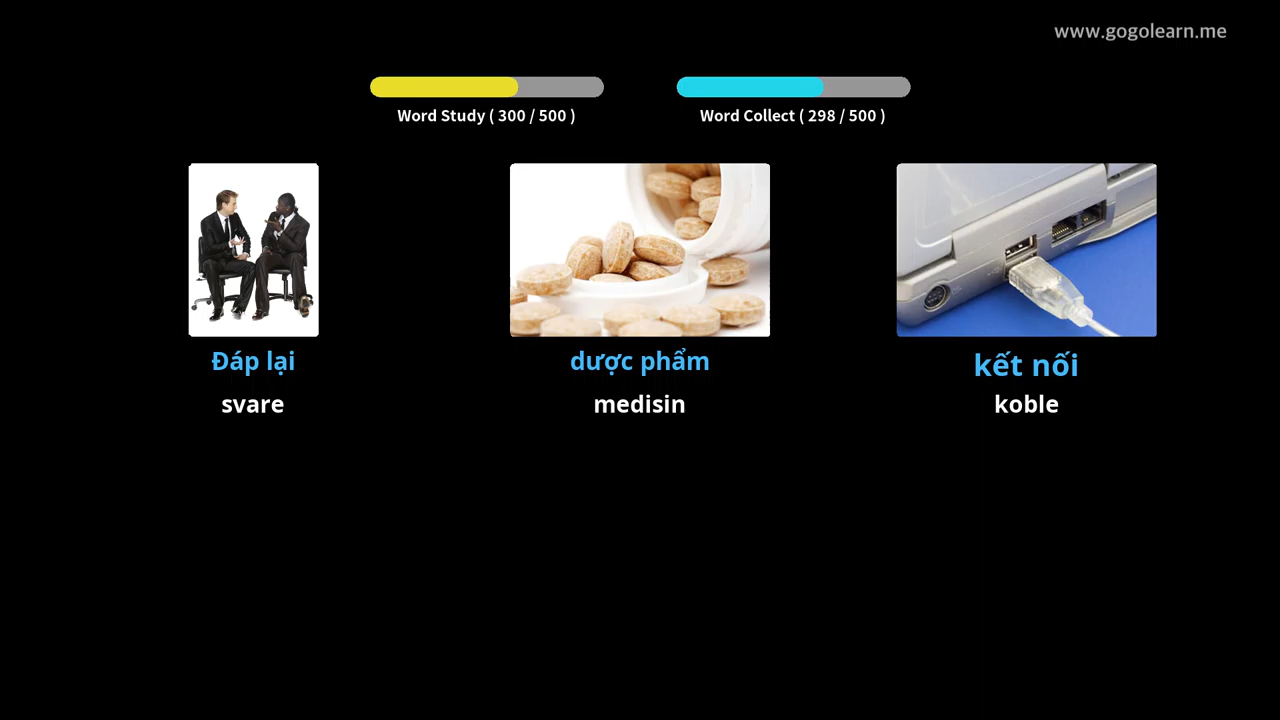 www.gogolearn.me
Word Study ( 300 / 500 )
Word Collect ( 298 / 500 )
Đáp lại
dược phẩm
kết nối
svare
medisin
koble